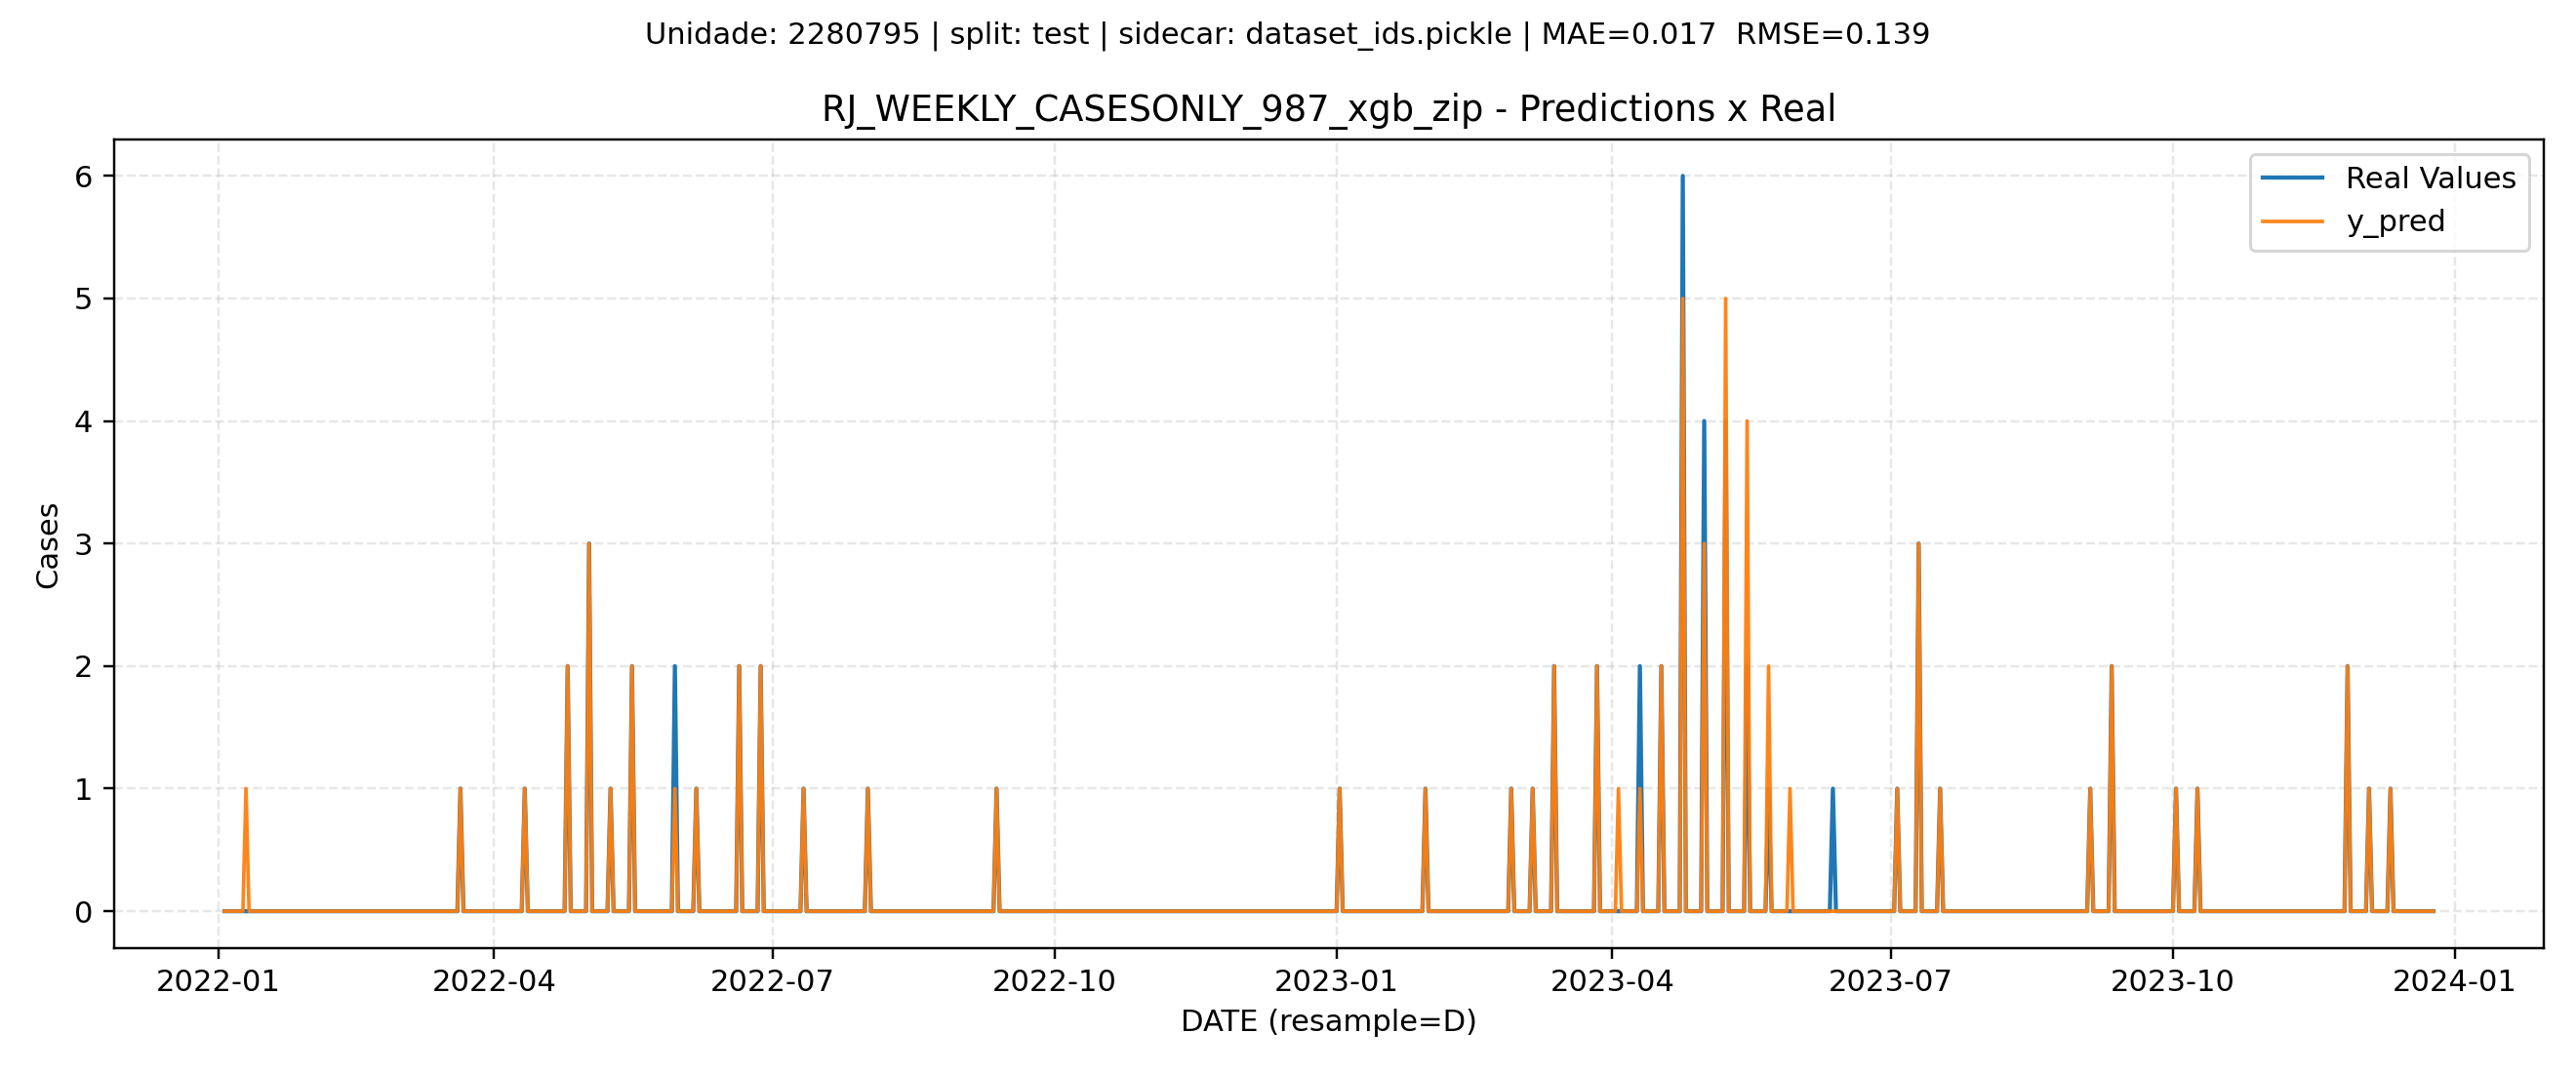 Unidade: 2280795 | split: test | sidecar: dataset_ids.pickle | MAE=0.017  RMSE=0.139
RJ_WEEKLY_CASESONLY_987_xgb_zip - Predictions x Real
Real Values
y_pred
Cases
6
5
4
3
2
1
0
2022-01
2022-04
2022-07
2022-10
2023-01
2023-04
2023-07
2023-10
2024-01
DATE (resample=D)